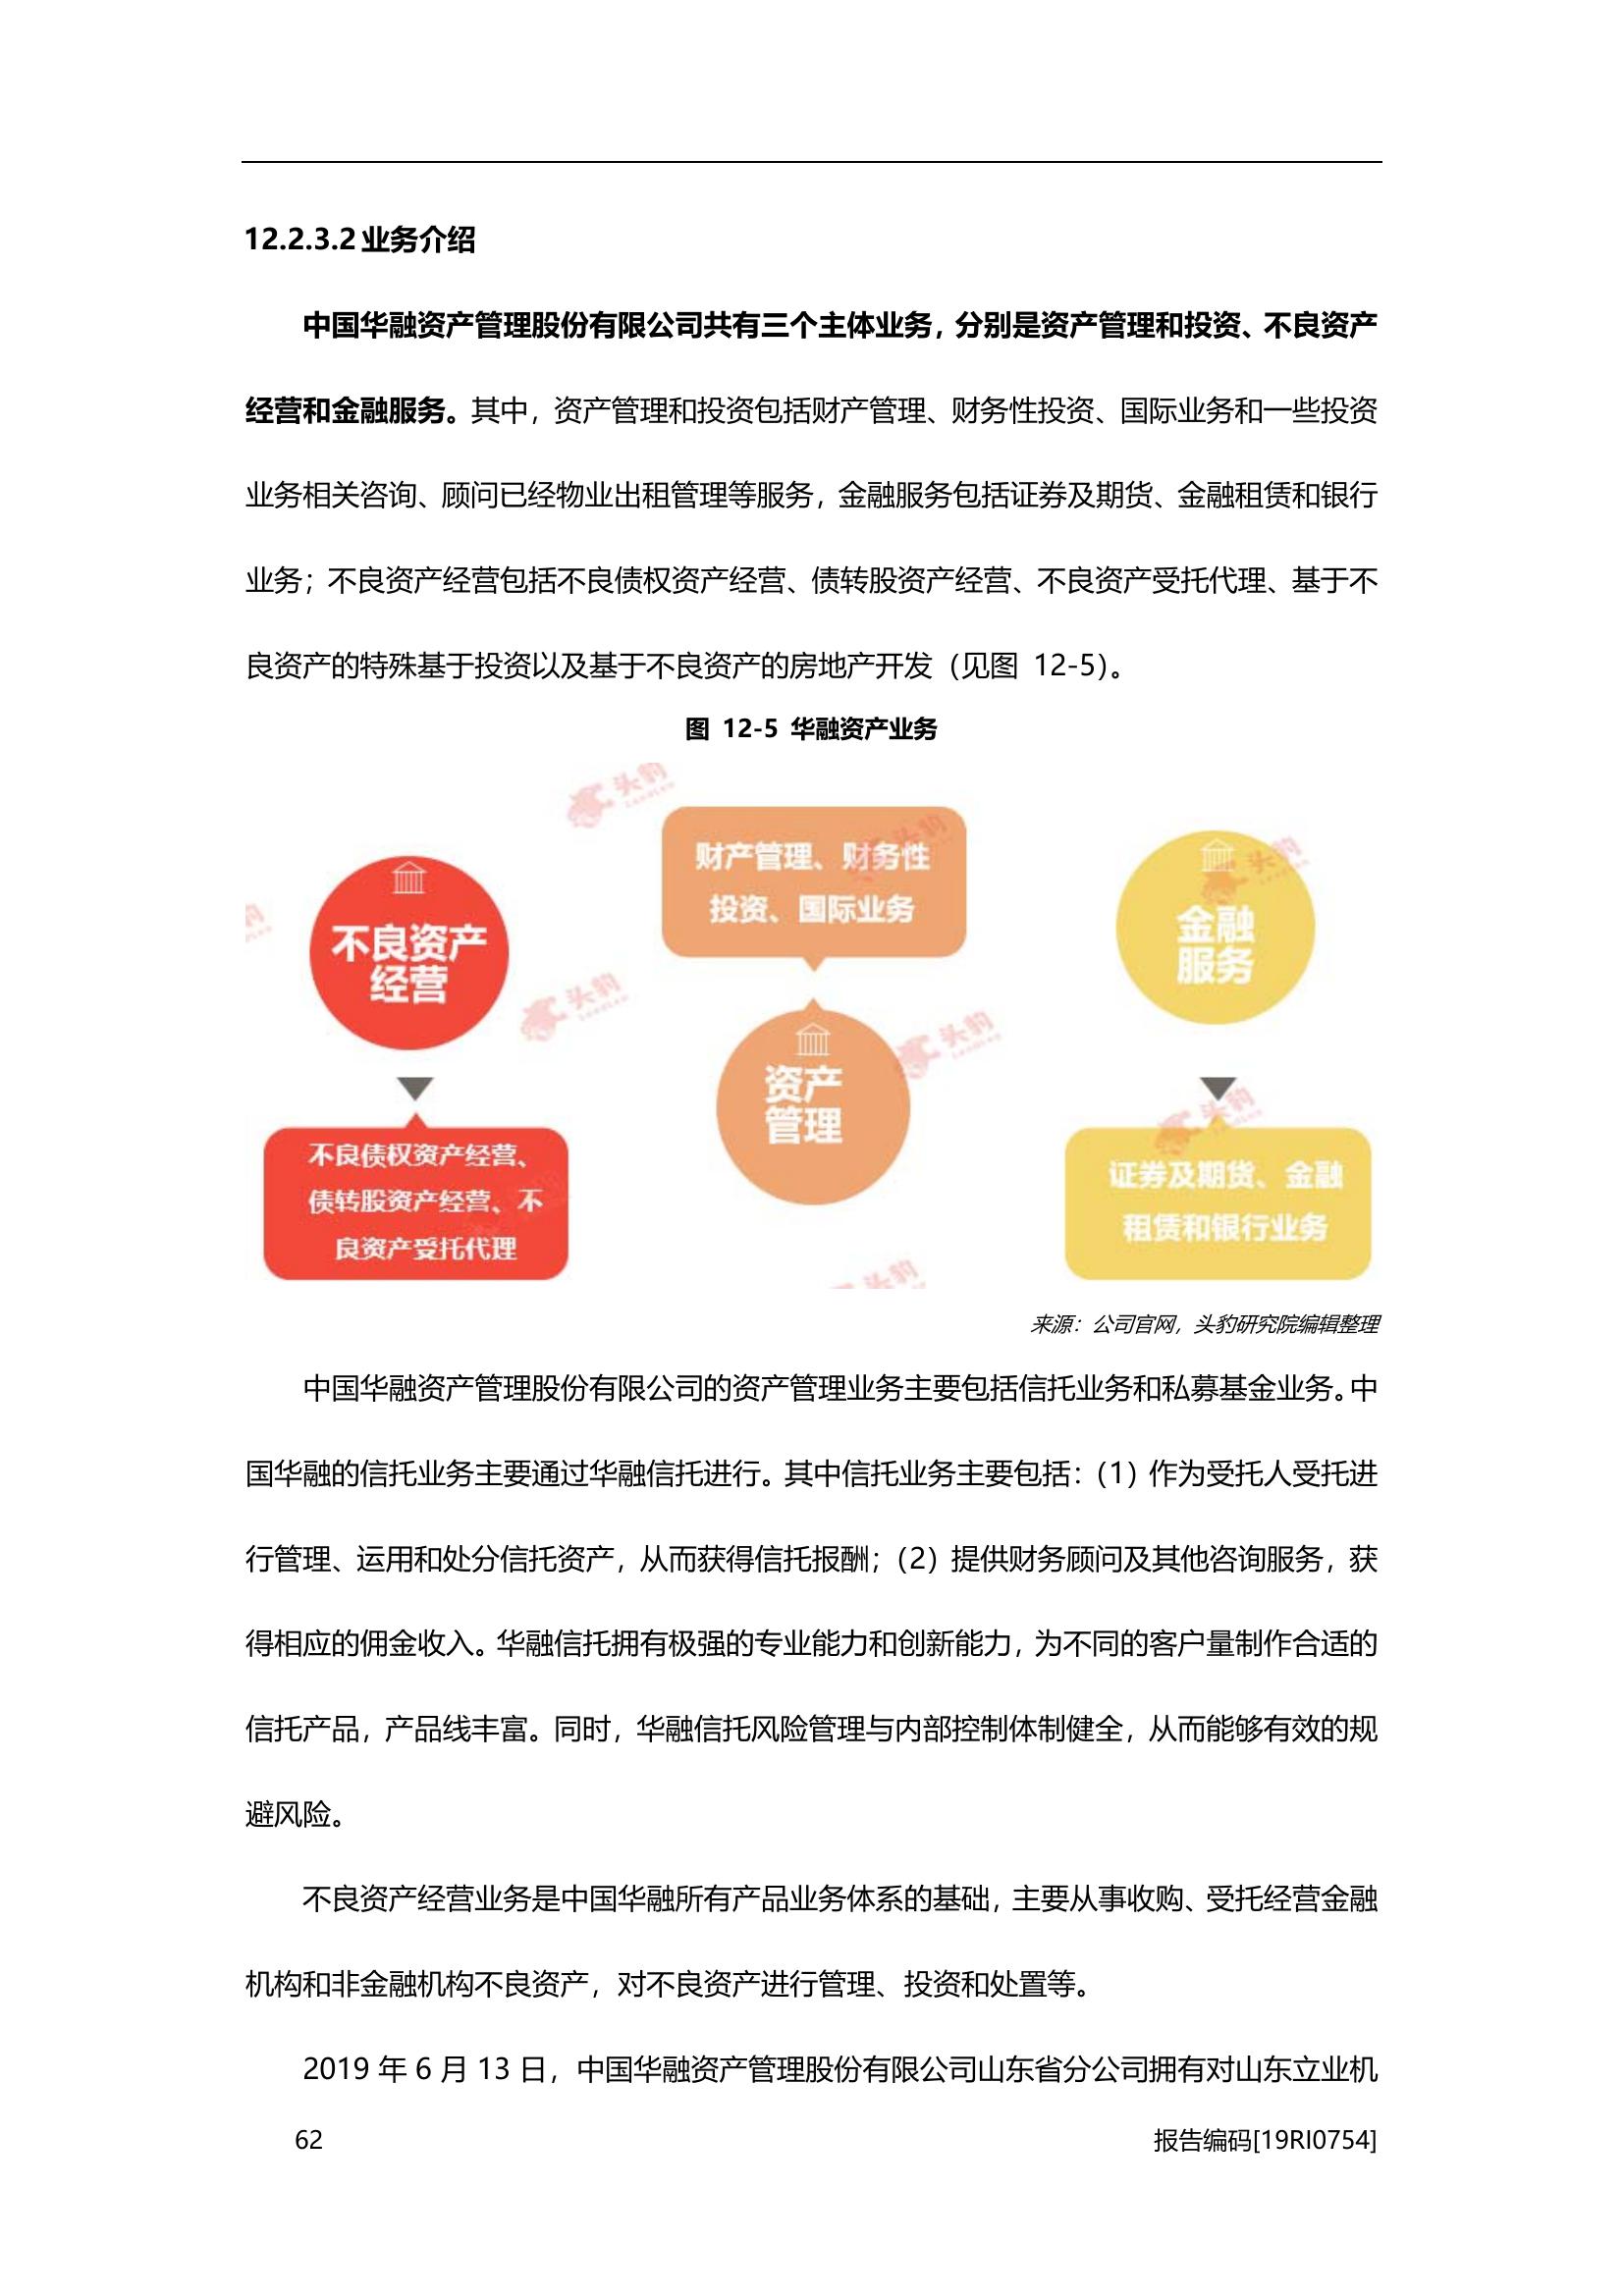 12.2.3.2业务介绍
中国华融资产管理股份有限公司共有三个主体业务，分别是资产管理和投资、不良资产
经营和金融服务。其中，资产管理和投资包括财产管理、财务性投资、国际业务和一些投资
业务相关咨询、顾问已经物业出租管理等服务，金融服务包括证券及期货、金融租赁和银行
业务；不良资产经营包括不良债权资产经营、债转股资产经营、不良资产受托代理、基于不
良资产的特殊基于投资以及基于不良资产的房地产开发（见图 12-5）。
图 12-5 华融资产业务
不良资产
经营
不良债权资产经营、
债转股资产经营、不
良资产受托代理
财产管理、财务性
投资、国际业务
资产
管理
金融
服务
证券及期货、金融
租赁和银行业务
头豹
头豹
头豹
头豹
头豹
头豹
头豹
来源：公司官网，头豹研究院编辑整理
中国华融资产管理股份有限公司的资产管理业务主要包括信托业务和私募基金业务。中
国华融的信托业务主要通过华融信托进行。其中信托业务主要包括：（1）作为受托人受托进
行管理、运用和处分信托资产，从而获得信托报酬；（2）提供财务顾问及其他咨询服务，获
得相应的佣金收入。华融信托拥有极强的专业能力和创新能力，为不同的客户量制作合适的
信托产品，产品线丰富。同时，华融信托风险管理与内部控制体制健全，从而能够有效的规
避风险。
不良资产经营业务是中国华融所有产品业务体系的基础，主要从事收购、受托经营金融
机构和非金融机构不良资产，对不良资产进行管理、投资和处置等。
2019 年 6 月 13 日，中国华融资产管理股份有限公司山东省分公司拥有对山东立业机
62
报告编码[19RI0754]